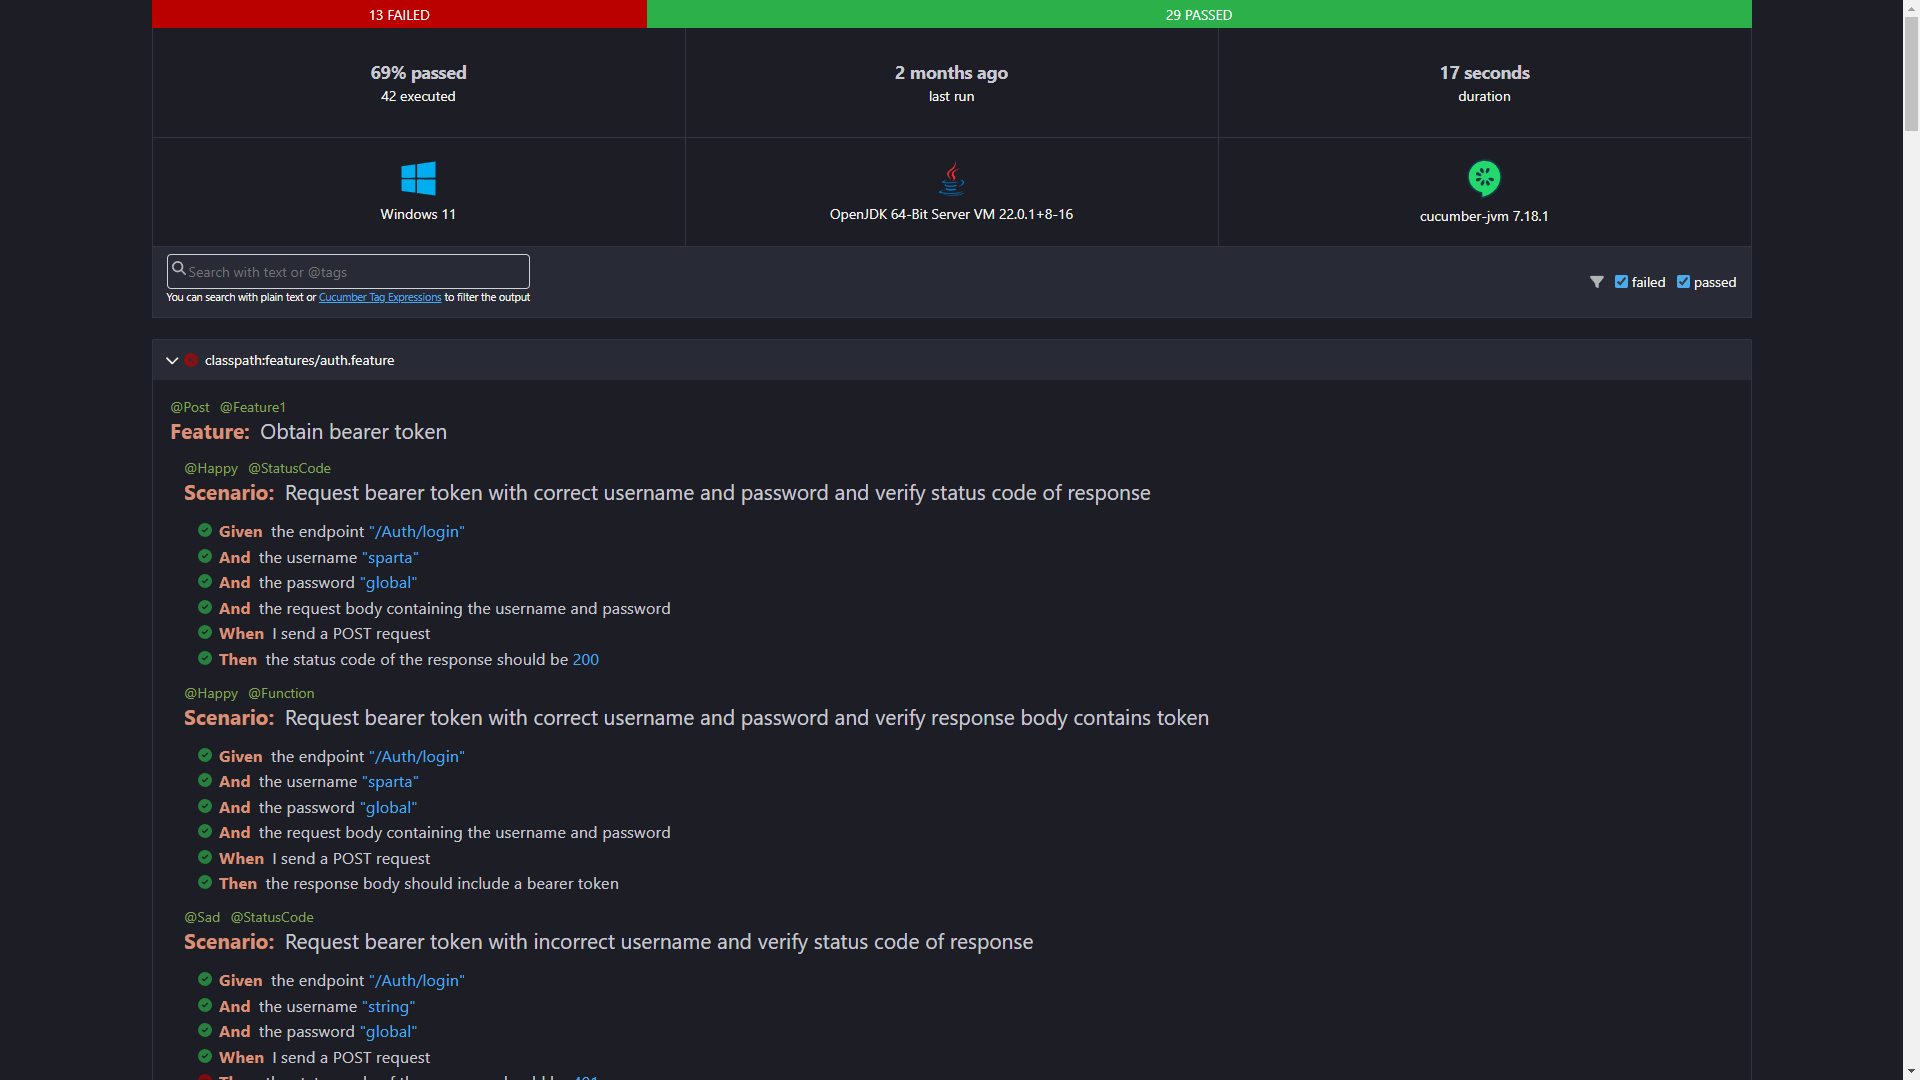 13 FAILED
29 PASSED
69% passed
42 executed
2 months ago
last run
17 seconds
duration
Windows 11
OpenJDK 64-Bit Server VM 22.0.1+8-16
cucumber-jvm 7.18.1
Search with text or @tags
You can search with plain text or Cucumber Tag Expressions to filter the output
failed passed
classpath:features/auth.feature
@Post @Feature1
Feature: Obtain bearer token
@Happy @StatusCode
Scenario: Request bearer token with correct username and password and verify status code of response
Given the endpoint "/Auth/login"
And the username "sparta"
And the password "global"
And the request body containing the username and password
When I send a POST request
Then the status code of the response should be 200
@Happy @Function
Scenario: Request bearer token with correct username and password and verify response body contains token
Given the endpoint "/Auth/login"
And the username "sparta"
And the password "global"
And the request body containing the username and password
When I send a POST request
Then the response body should include a bearer token
@Sad @StatusCode
Scenario: Request bearer token with incorrect username and verify status code of response
Given the endpoint "/Auth/login"
And the username "string"
And the password "global"
When I send a POST request